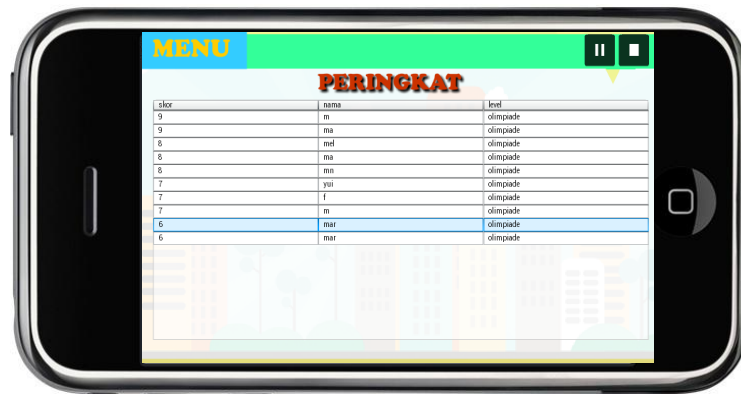 MENU
PERINGKAT
skor nama level
9 m olimpiade
9 ma olimpiade
8 mel olimpiade
8 ma olimpiade
8 mn olimpiade
7 yui olimpiade
7 f olimpiade
7 m olimpiade
6 mar olimpiade
6 mar olimpiade